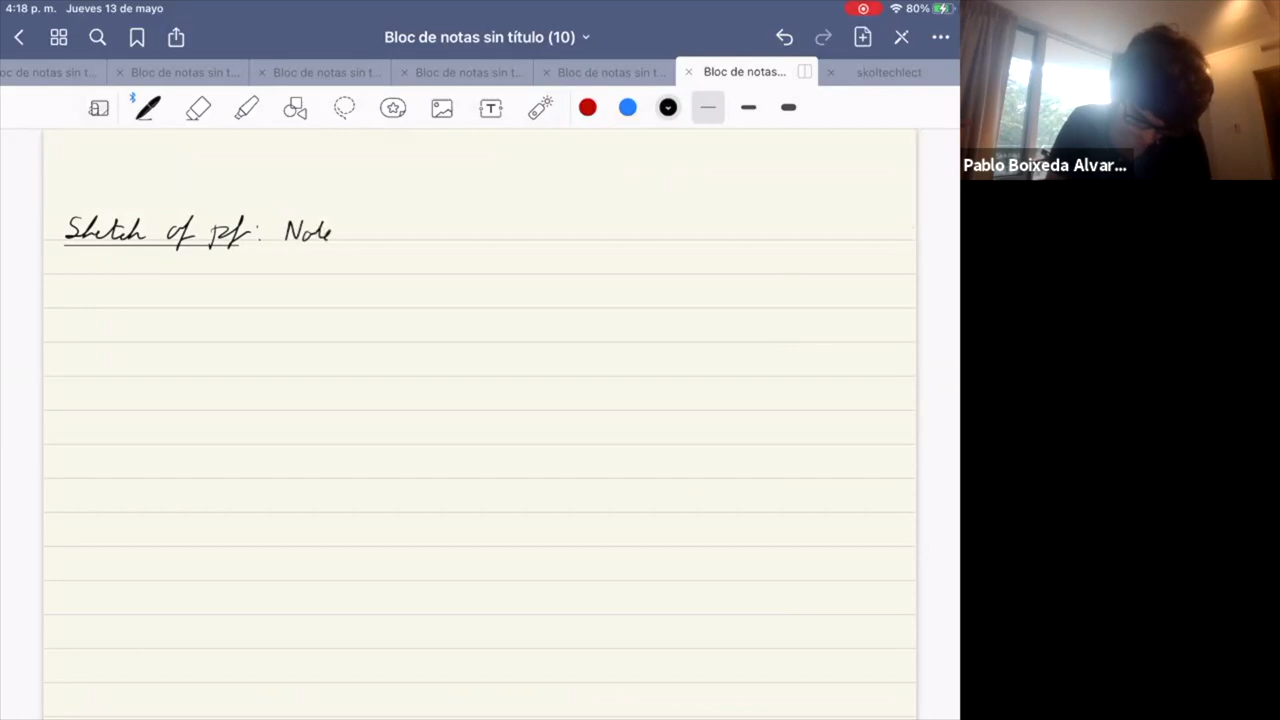 4:18 p. m. Jueves 13 de mayo
80%
Bloc de notas sin título (10)
oc de notas sin t...
Bloc de notas sin t...
Bloc de notas sin t...
Bloc de notas sin t...
Bloc de notas sin t...
Bloc de notas...
skoltechlect
T
Pablo Boixeda Alvar...
Sketch of pf: Note